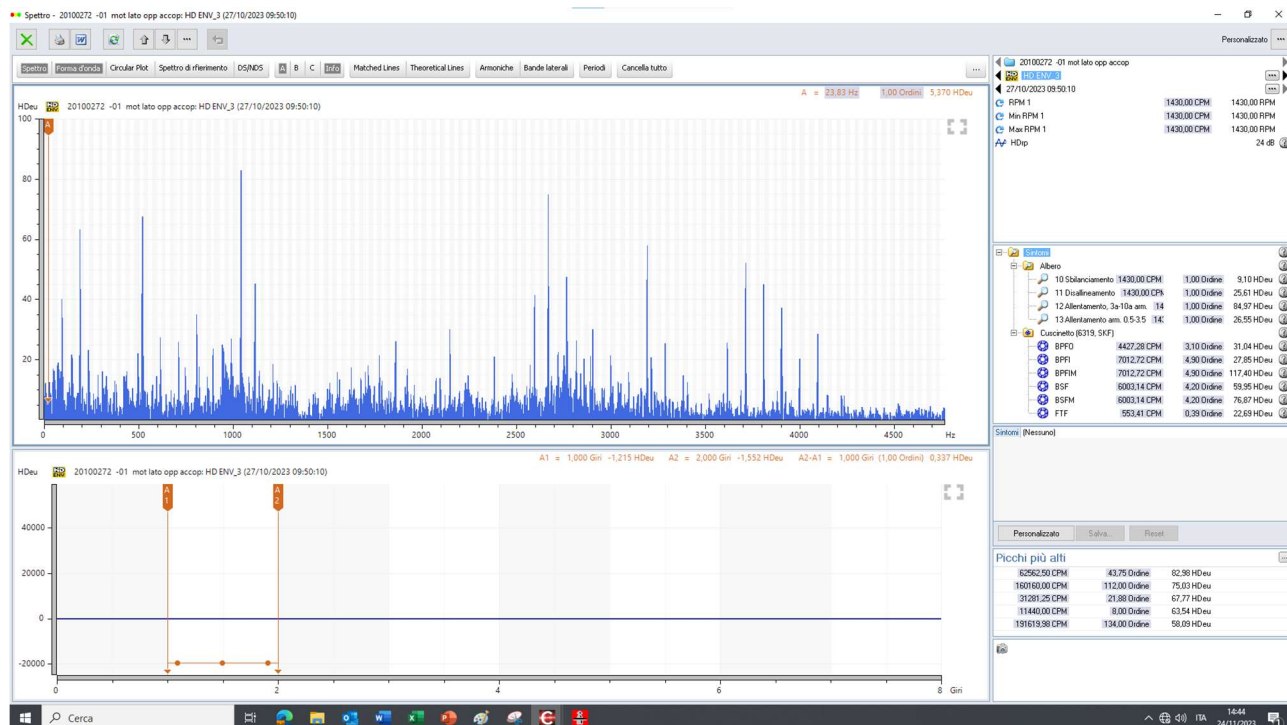 Spettro - 20100272 -01 mot lato opp accop: HD ENV_3 (27/10/2023 09:50:10)
Personalizzato
Spettro Forma d'onda Circular Plot Spettro di rfierimento DS/NDS A B C Info Matched Lines Theoretical Lines Armoniche Bande laterali Periodi Cancella tutto
A = 23,83 Hz 1,00 Ordini 5,370 HDeu
HDeu HD ENV 20100272 -01 mot lato opp accop: HD ENV_3 (27/10/2023 09:50:10)
100
A
80
60
40
20
0 500 1000 1500 2000 2500 3000 3500 4000 4500 Hz
A1 = 1,000 Giri -1,215 HDeu A2 = 2,000 Giri -1,552 HDeu A2-A1 = 1,000 Giri (1,00 Ordini) 0,337 HDeu
HDeu HD ENV 20100272 -01 mot lato opp accop: HD ENV_3 (27/10/2023 09:50:10)
A 1 A 2
40000
20000
0
-20000
0 2 4 6 8 Giri
20100272 -01 mot lato opp accop
HD ENV_3
27/10/2023 09:50:10
RPM 1 1430,00 CPM 1430,00 RPM
Min RPM 1 1430,00 CPM 1430,00 RPM
Max RPM 1 1430,00 CPM 1430,00 RPM
HDrp 24 dB
Sintomi
Albero
10 Sbilanciamento 1430,00 CPM 1,00 Ordine 9,10 HDeu
11 Disallineamento 1430,00 CPM 1,00 Ordine 25,61 HDeu
12 Allentamento, 3a-10a arm. 14 1,00 Ordine 84,97 HDeu
13 Allentamento arm. 0.5-3.5 14: 1,00 Ordine 26,55 HDeu
Cuscinetto (6319, SKF)
BPFO 4427,28 CPM 3,10 Ordine 31,04 HDeu
BPFI 7012,72 CPM 4,90 Ordine 27,85 HDeu
BPFIM 7012,72 CPM 4,90 Ordine 117,40 HDeu
BSF 6003,14 CPM 4,20 Ordine 59,95 HDeu
BSFM 6003,14 CPM 4,20 Ordine 76,87 HDeu
FTF 553,41 CPM 0,39 Ordine 22,69 HDeu
Sintomi (Nessuno)
Personalizzato Salva... Reset
Picchi più alti
62562,50 CPM 43,75 Ordine 82,98 HDeu
160160,00 CPM 112,00 Ordine 75,03 HDeu
31281,25 CPM 21,88 Ordine 67,77 HDeu
11440,00 CPM 8,00 Ordine 63,54 HDeu
191619,98 CPM 134,00 Ordine 58,09 HDeu
Cerca
ITA 14:44
24/11/2023